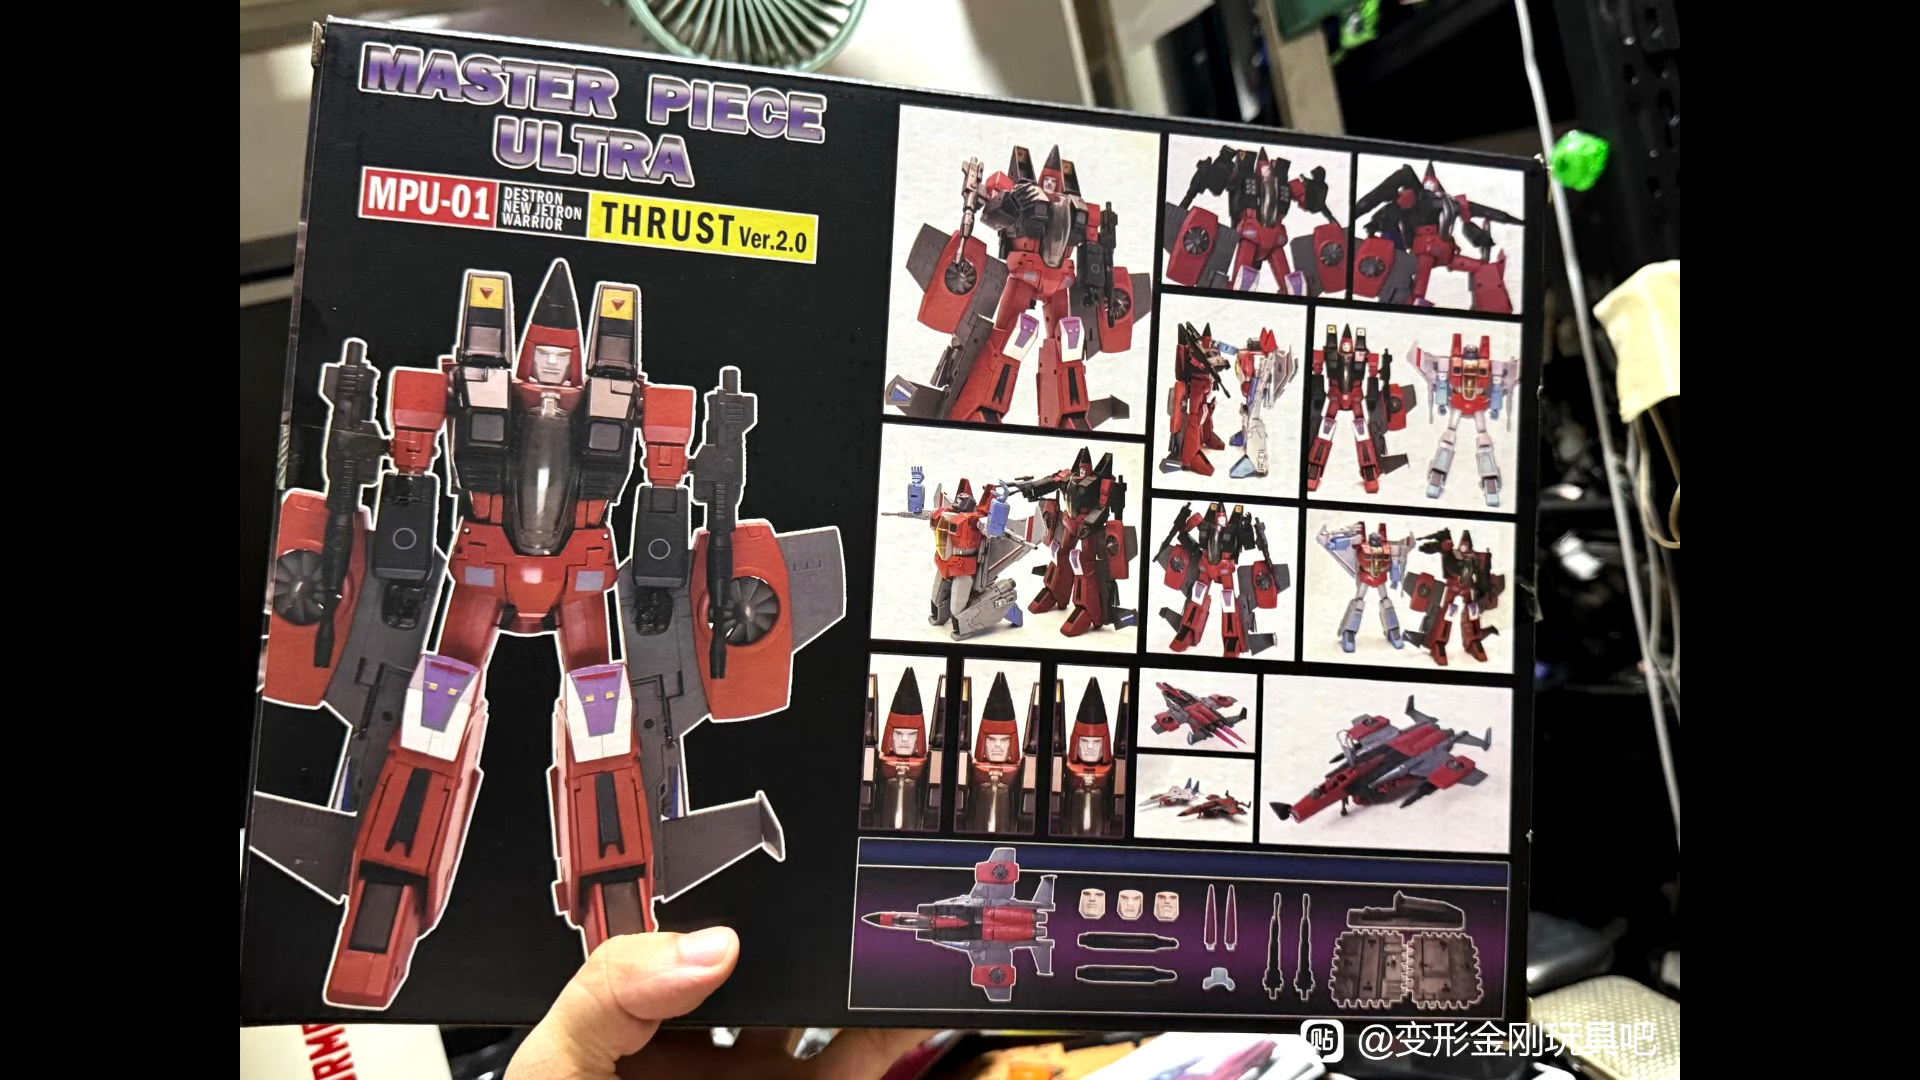 MASTER PIECE
ULTRA
MPU-01
DESTRON
NEW JETRON
WARRIOR
THRUST Ver.2.0
贴 @变形金刚玩具吧